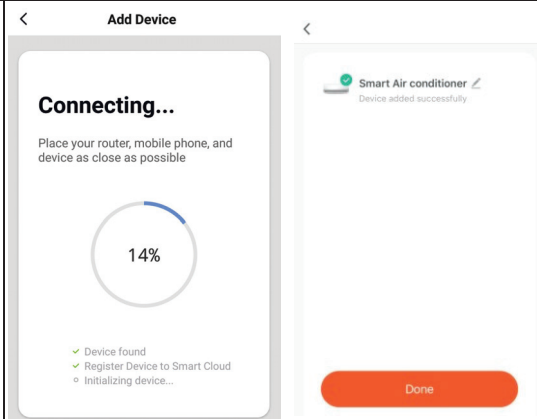 Add Device
Connecting...
Place your router, mobile phone, and
device as close as possible
14%
Device found
Register Device to Smart Cloud
Initializing device...
Smart Air conditioner
Device added successfully
Done